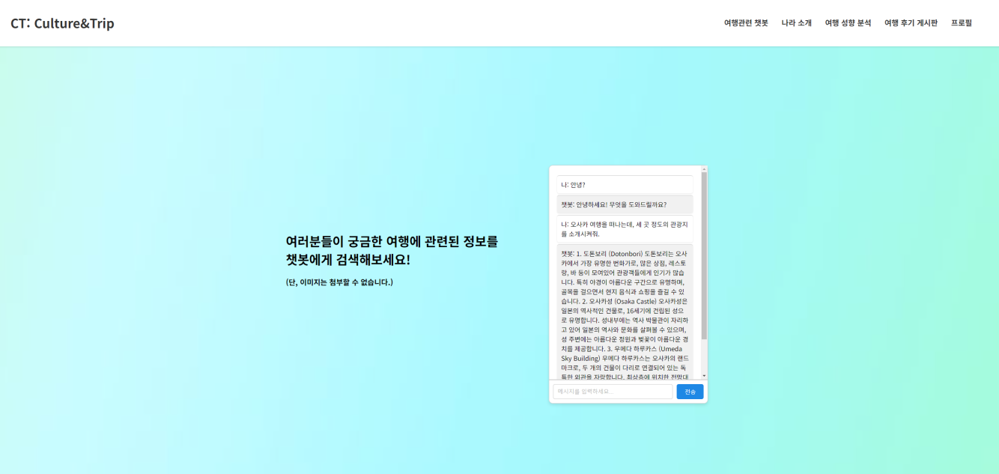 CT: Culture&Trip
여행관련 챗봇 나라 소개 여행 성향 분석 여행 후기 게시판 프로필
여러분들이 궁금한 여행에 관련된 정보를
챗봇에게 검색해보세요!
(단, 이미지는 첨부할 수 없습니다.)
나: 안녕?
챗봇: 안녕하세요! 무엇을 도와드릴까요?
나: 오사카 여행을 떠나는데, 세 곳 정도의 관광지
를 소개시켜줘.
챗봇: 1. 도톤보리 (Dotonbori) 도톤보리는 오사
카에서 가장 유명한 번화가로, 많은 상점, 레스토
랑, 바 등이 모여있어 관광객들에게 인기가 많습
니다. 특히 야경이 아름다운 구간으로 유명하며,
골목을 걸으면서 현지 음식과 쇼핑을 즐길 수 있
습니다. 2. 오사카성 (Osaka Castle) 오사카성은
일본의 역사적인 건물로, 16세기에 건립된 성으
로 유명합니다. 성내부에는 역사 박물관이 자리하
고 있어 일본의 역사와 문화를 살펴볼 수 있으며,
성 주변에는 아름다운 정원과 벚꽃이 아름다운 경
치를 제공합니다. 3. 우메다 하루카스 (Umeda
Sky Building) 우메다 하루카스는 오사카의 랜드
마크로, 두 개의 건물이 다리로 연결되어 있는 독
특한 외관을 자랑합니다. 최상층에 위치한 전망대
메시지를 입력하세요...
전송